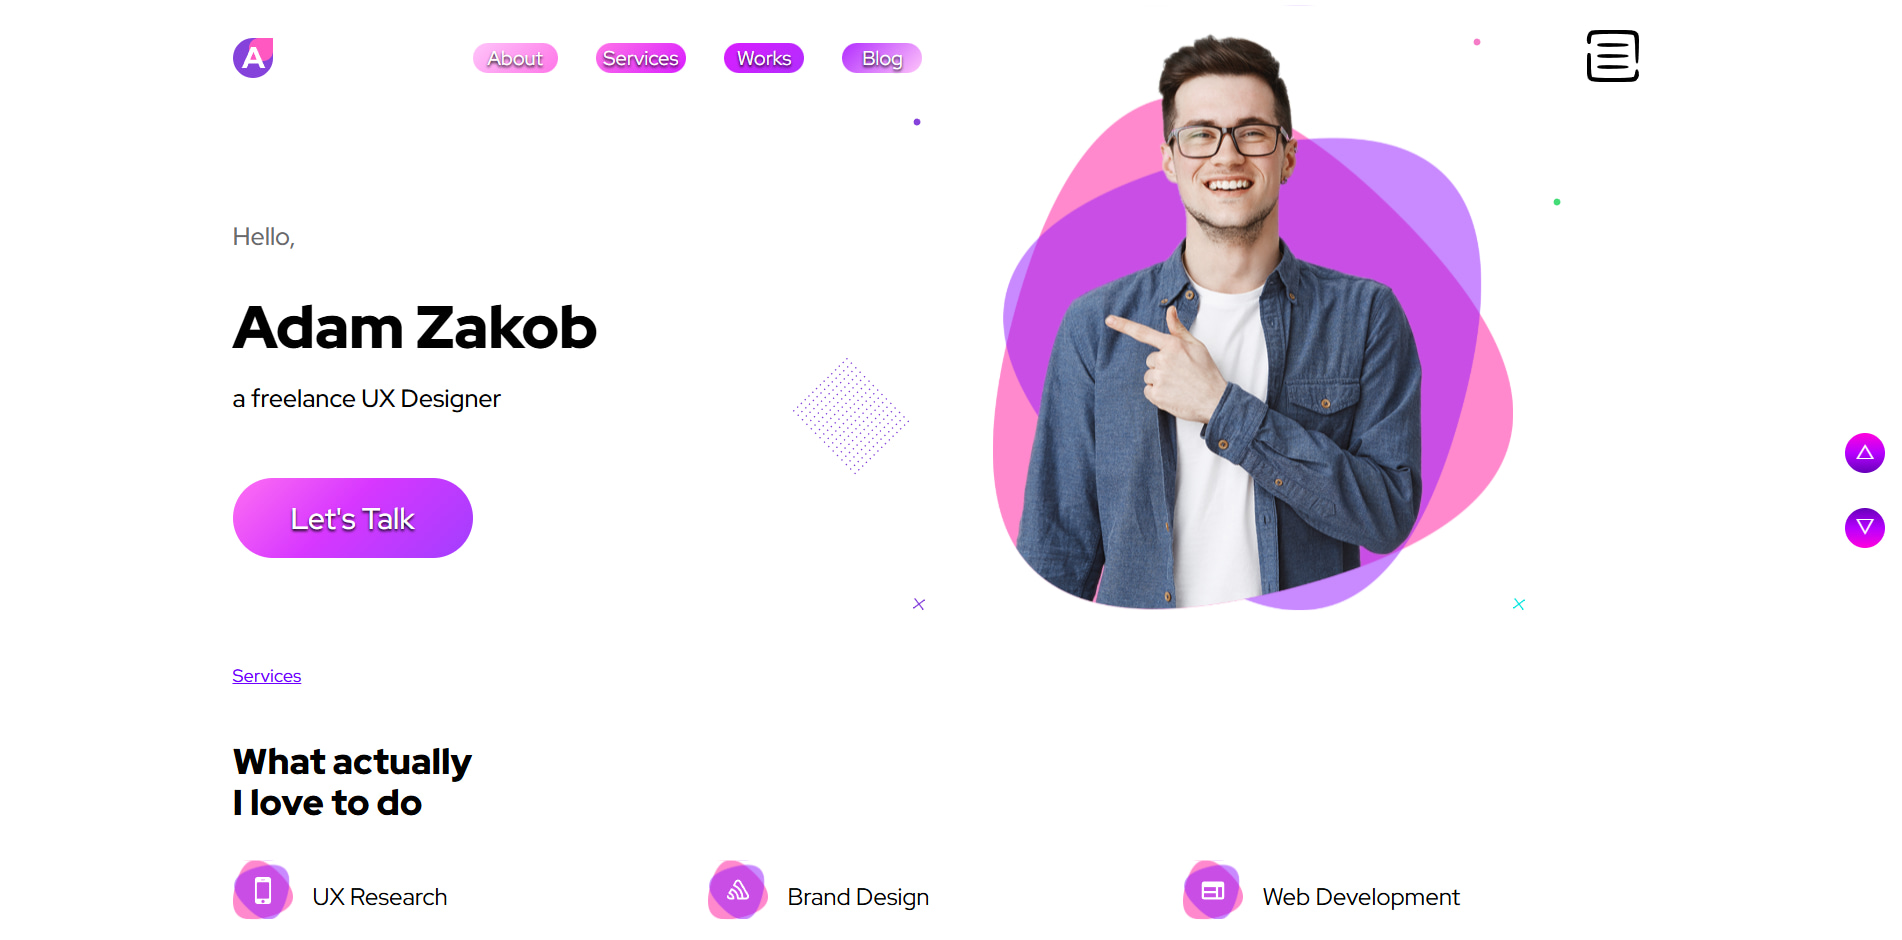 A
About
Services
Works
Blog
Hello,
Adam Zakob
a freelance UX Designer
Let's Talk
Services
What actually
I love to do
UX Research
Brand Design
Web Development